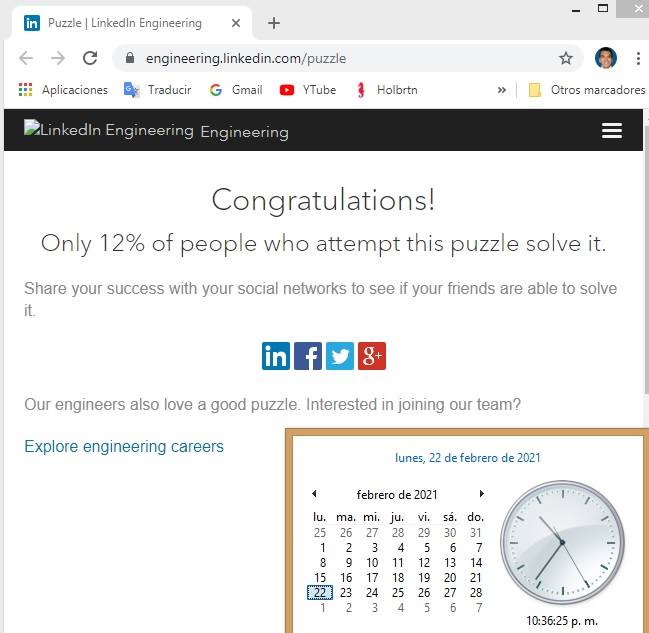 Puzzle | LinkedIn Engineering
engineering.linkedin.com/puzzle
Aplicaciones Traducir Gmail YTube Holbrtn » Otros marcadores
LinkedIn Engineering Engineering
Congratulations!
Only 12% of people who attempt this puzzle solve it.
Share your success with your social networks to see if your friends are able to solve
it.
in f g+
Our engineers also love a good puzzle. Interested in joining our team?
Explore engineering careers
lunes, 22 de febrero de 2021
febrero de 2021
lu. ma. mi. ju. vi. sá. do.
25 26 27 28 29 30 31
1 2 3 4 5 6 7
8 9 10 11 12 13 14
15 16 17 18 19 20 21
22 23 24 25 26 27 28
1 2 3 4 5 6 7
10:36:25 p. m.